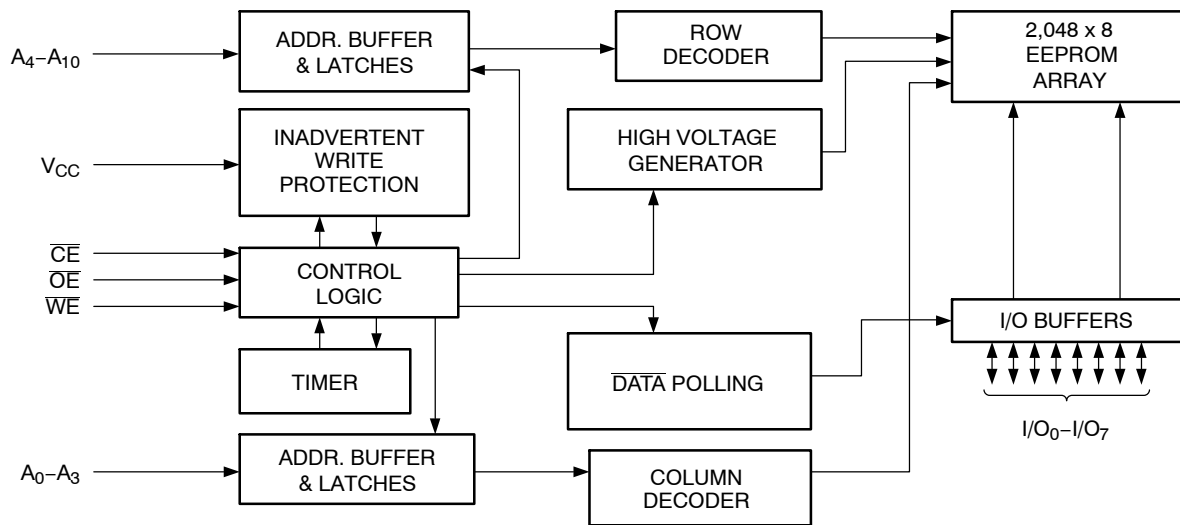 A4–A10
ADDR. BUFFER
& LATCHES
ROW
DECODER
2,048 x 8
EEPROM
ARRAY
VCC
INADVERTENT
WRITE
PROTECTION
HIGH VOLTAGE
GENERATOR
CE
OE
WE
CONTROL
LOGIC
TIMER
DATA POLLING
I/O BUFFERS
I/O0–I/O7
A0–A3
ADDR. BUFFER
& LATCHES
COLUMN
DECODER